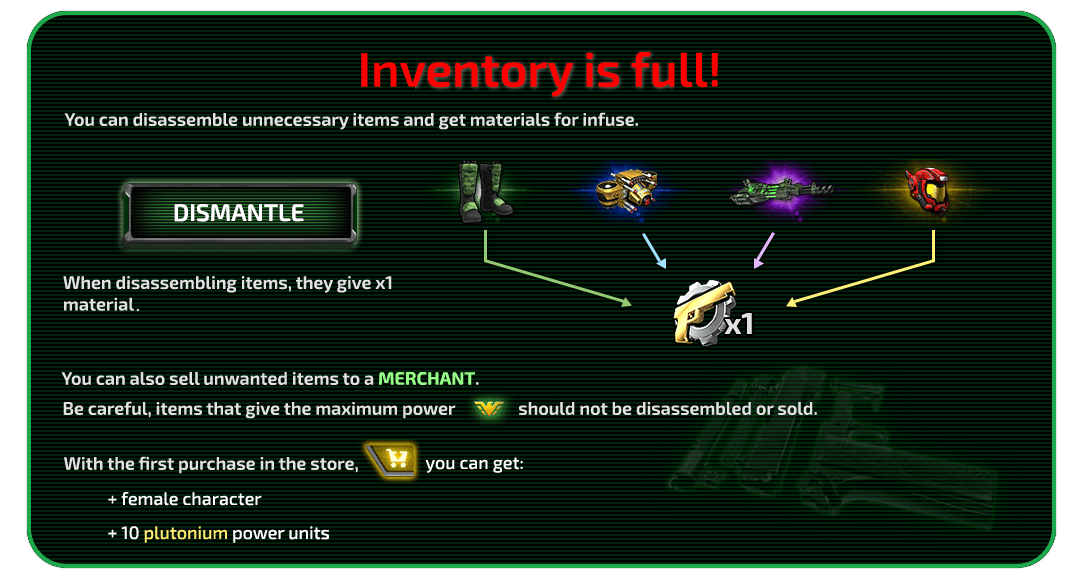 Inventory is full!
You can disassemble unnecessary items and get materials for infuse.
DISMANTLE
When disassembling items, they give x1
material.
x1
You can also sell unwanted items to a MERCHANT.
Be careful, items that give the maximum power should not be disassembled or sold.
With the first purchase in the store, you can get:
+ female character
+ 10 plutonium power units